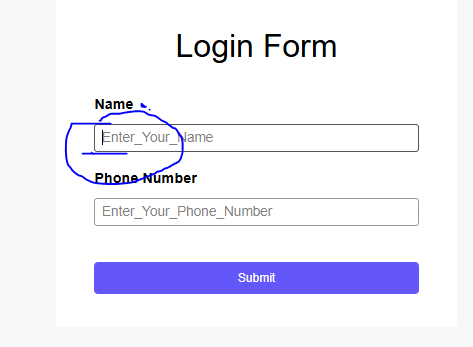 Login Form
Name
Enter_Your_Name
Phone Number
Enter_Your_Phone_Number
Submit